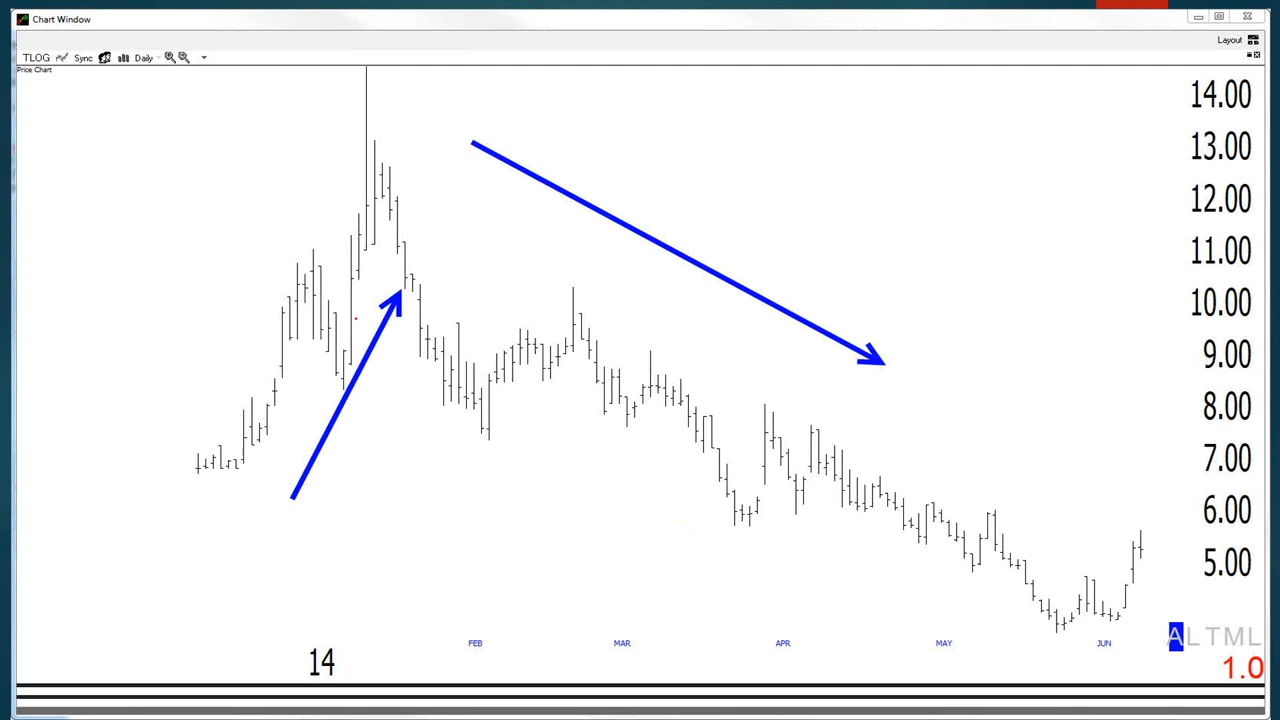 Chart Window
Layout
TLOG Sync Daily
Price Chart
14.00
13.00
12.00
11.00
10.00
9.00
8.00
7.00
6.00
5.00
A L T M L
FEB MAR APR MAY JUN
14
1.0